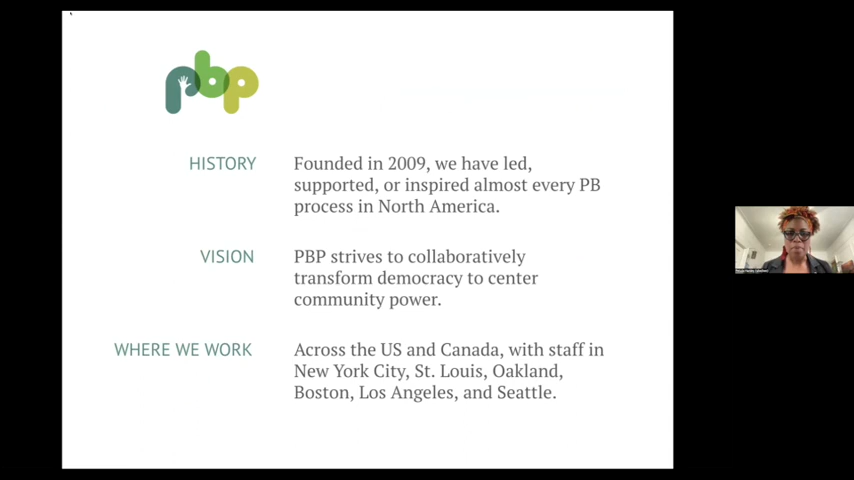 pbp
HISTORY
Founded in 2009, we have led,
supported, or inspired almost every PB
process in North America.
VISION
PBP strives to collaboratively
transform democracy to center
community power.
WHERE WE WORK
Across the US and Canada, with staff in
New York City, St. Louis, Oakland,
Boston, Los Angeles, and Seattle.